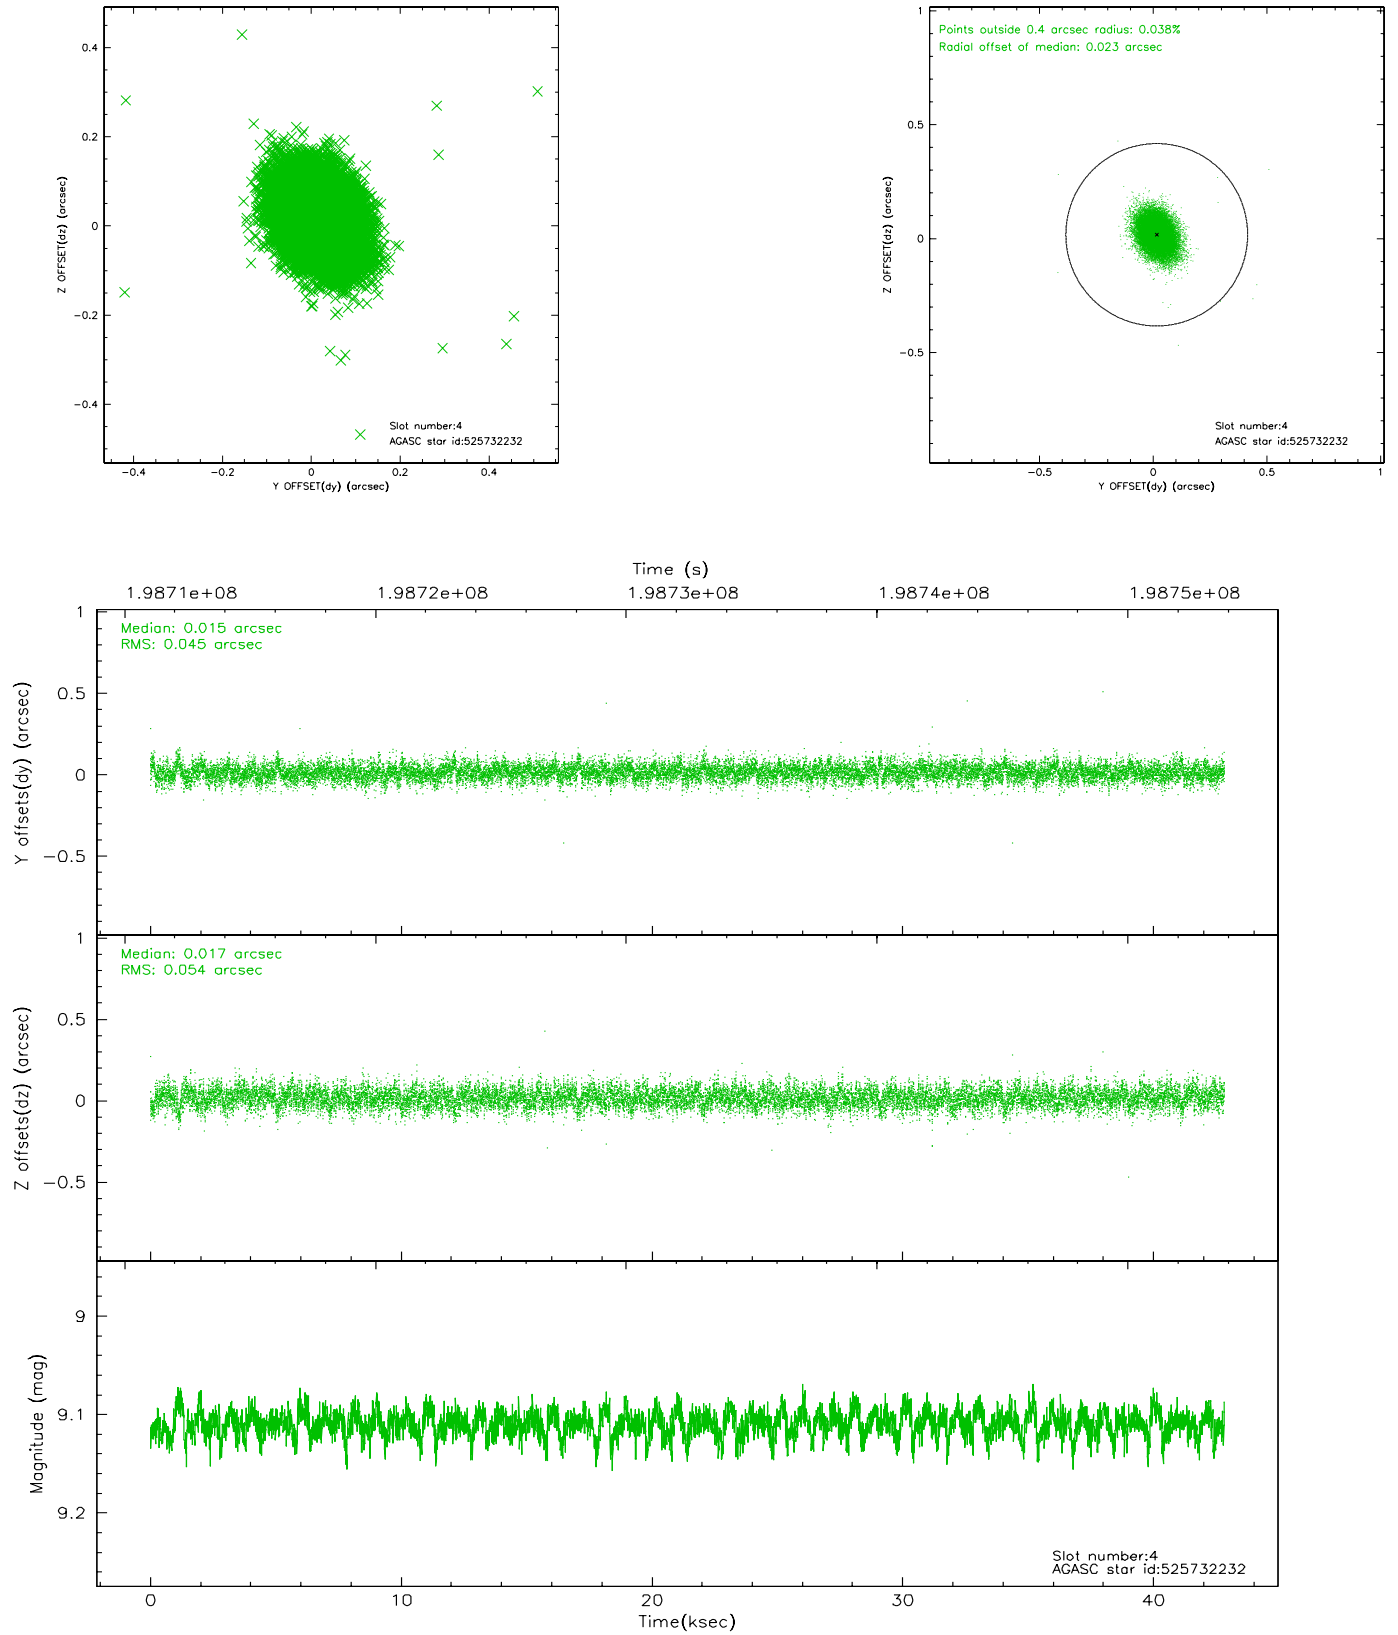 0.4
0.2
0
−0.2
−0.4
Z OFFSET(dz) (arcsec)
Slot number:4
AGASC star id:525732232
−0.4
−0.2
0
0.2
0.4
Y OFFSET(dy) (arcsec)
1
0.5
0
−0.5
Z OFFSET(dz) (arcsec)
Points outside 0.4 arcsec radius: 0.038%
Radial offset of median: 0.023 arcsec
Slot number:4
AGASC star id:525732232
−0.5
0
0.5
1
Y OFFSET(dy) (arcsec)
Time (s)
1.9871e+08
1.9872e+08
1.9873e+08
1.9874e+08
1.9875e+08
1
0.5
0
−0.5
Y offsets(dy) (arcsec)
Median: 0.015 arcsec
RMS: 0.045 arcsec
1
0.5
0
−0.5
Z offsets(dz) (arcsec)
Median: 0.017 arcsec
RMS: 0.054 arcsec
9
9.1
9.2
Magnitude (mag)
Slot number:4
AGASC star id:525732232
0
10
20
30
40
Time(ksec)